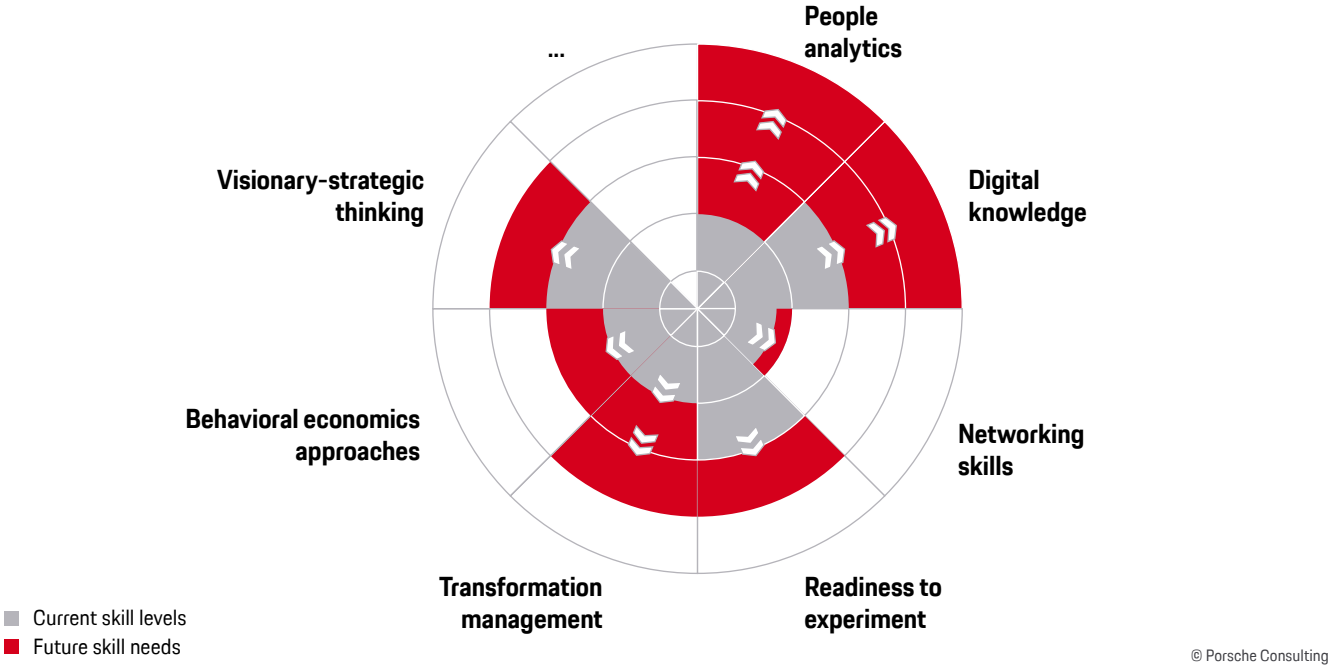 People
analytics
...
Visionary-strategic
thinking
Digital
knowledge
Behavioral economics
approaches
Networking
skills
Transformation
management
Readiness to
experiment
Current skill levels
Future skill needs
© Porsche Consulting